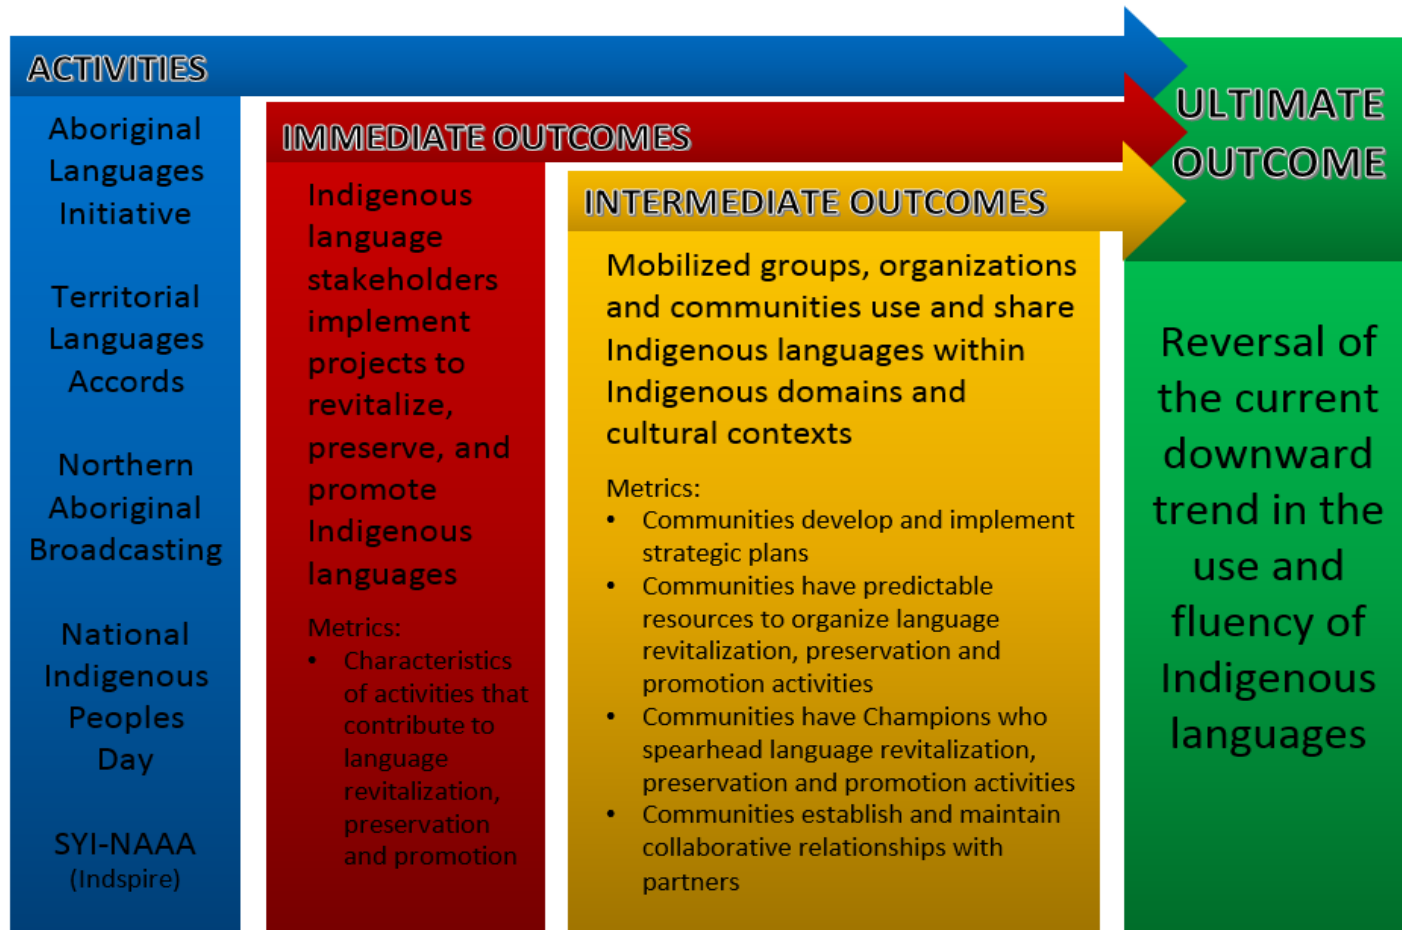 ACTIVITIES
Aboriginal
Languages
Initiative
Territorial
Languages
Accords
Northern
Aboriginal
Broadcasting
National
Indigenous
Peoples
Day
SYI-NAAA
(Indspire)
IMMEDIATE OUTCOMES
Indigenous
language
stakeholders
implement
projects to
revitalize,
preserve, and
promote
Indigenous
languages
Metrics:
• Characteristics
of activities that
contribute to
language
revitalization,
preservation
and promotion
INTERMEDIATE OUTCOMES
Mobilized groups, organizations
and communities use and share
Indigenous languages within
Indigenous domains and
cultural contexts
Metrics:
• Communities develop and implement
strategic plans
• Communities have predictable
resources to organize language
revitalization, preservation and
promotion activities
• Communities have Champions who
spearhead language revitalization,
preservation and promotion activities
• Communities establish and maintain
collaborative relationships with
partners
ULTIMATE
OUTCOME
Reversal of
the current
downward
trend in the
use and
fluency of
Indigenous
languages